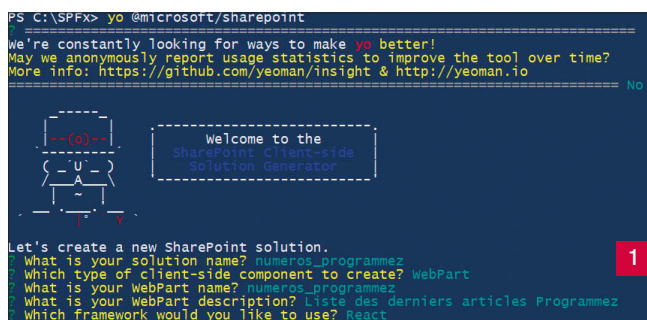 PS C:\SPFx> yo @microsoft/sharepoint
? ==========================================================================
We're constantly looking for ways to make yo better!
May we anonymously report usage statistics to improve the tool over time?
More info: https://github.com/yeoman/insight & http://yeoman.io
========================================================================== No
Welcome to the
SharePoint Client-side
Solution Generator
Let's create a new SharePoint solution.
? What is your solution name? numeros_programmez
? Which type of client-side component to create? WebPart
? What is your WebPart name? numeros_programmez
? What is your WebPart description? Liste des derniers articles Programmez
? Which framework would you like to use? React
1